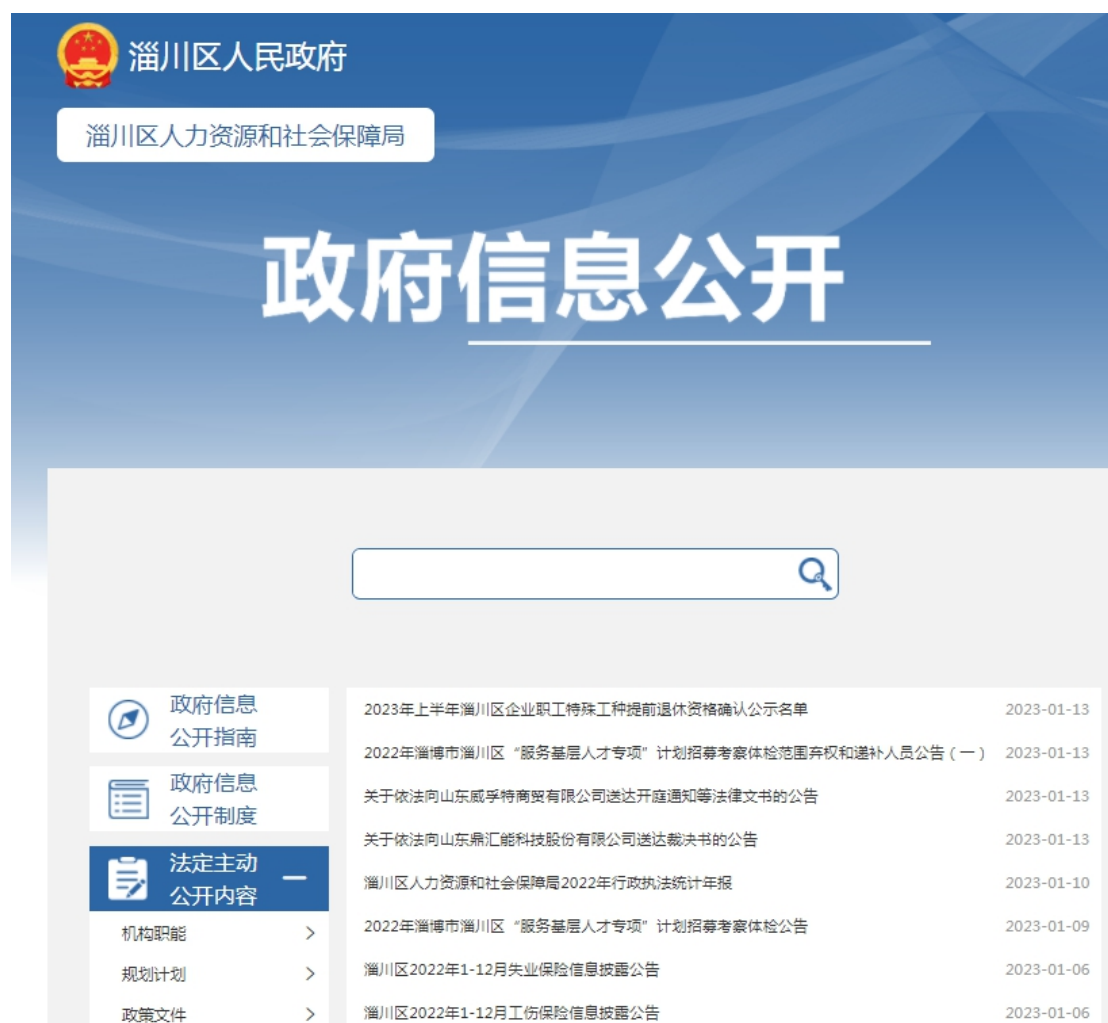 淄川区人民政府
淄川区人力资源和社会保障局
政府信息公开
政府信息
公开指南
政府信息
公开制度
法定主动
公开内容
机构职能
规划计划
政策文件
2023年上半年淄川区企业职工特殊工种提前退休资格确认公示名单 2023-01-13
2022年淄博市淄川区“服务基层人才专项”计划招募考察体检范围弃权和递补人员公告（一） 2023-01-13
关于依法向山东威孚特商贸有限公司送达开庭通知等法律文书的公告 2023-01-13
关于依法向山东鼎汇能科技股份有限公司送达裁决书的公告 2023-01-13
淄川区人力资源和社会保障局2022年行政执法统计年报 2023-01-10
2022年淄博市淄川区“服务基层人才专项”计划招募考察体检公告 2023-01-09
淄川区2022年1-12月失业保险信息披露公告 2023-01-06
淄川区2022年1-12月工伤保险信息披露公告 2023-01-06